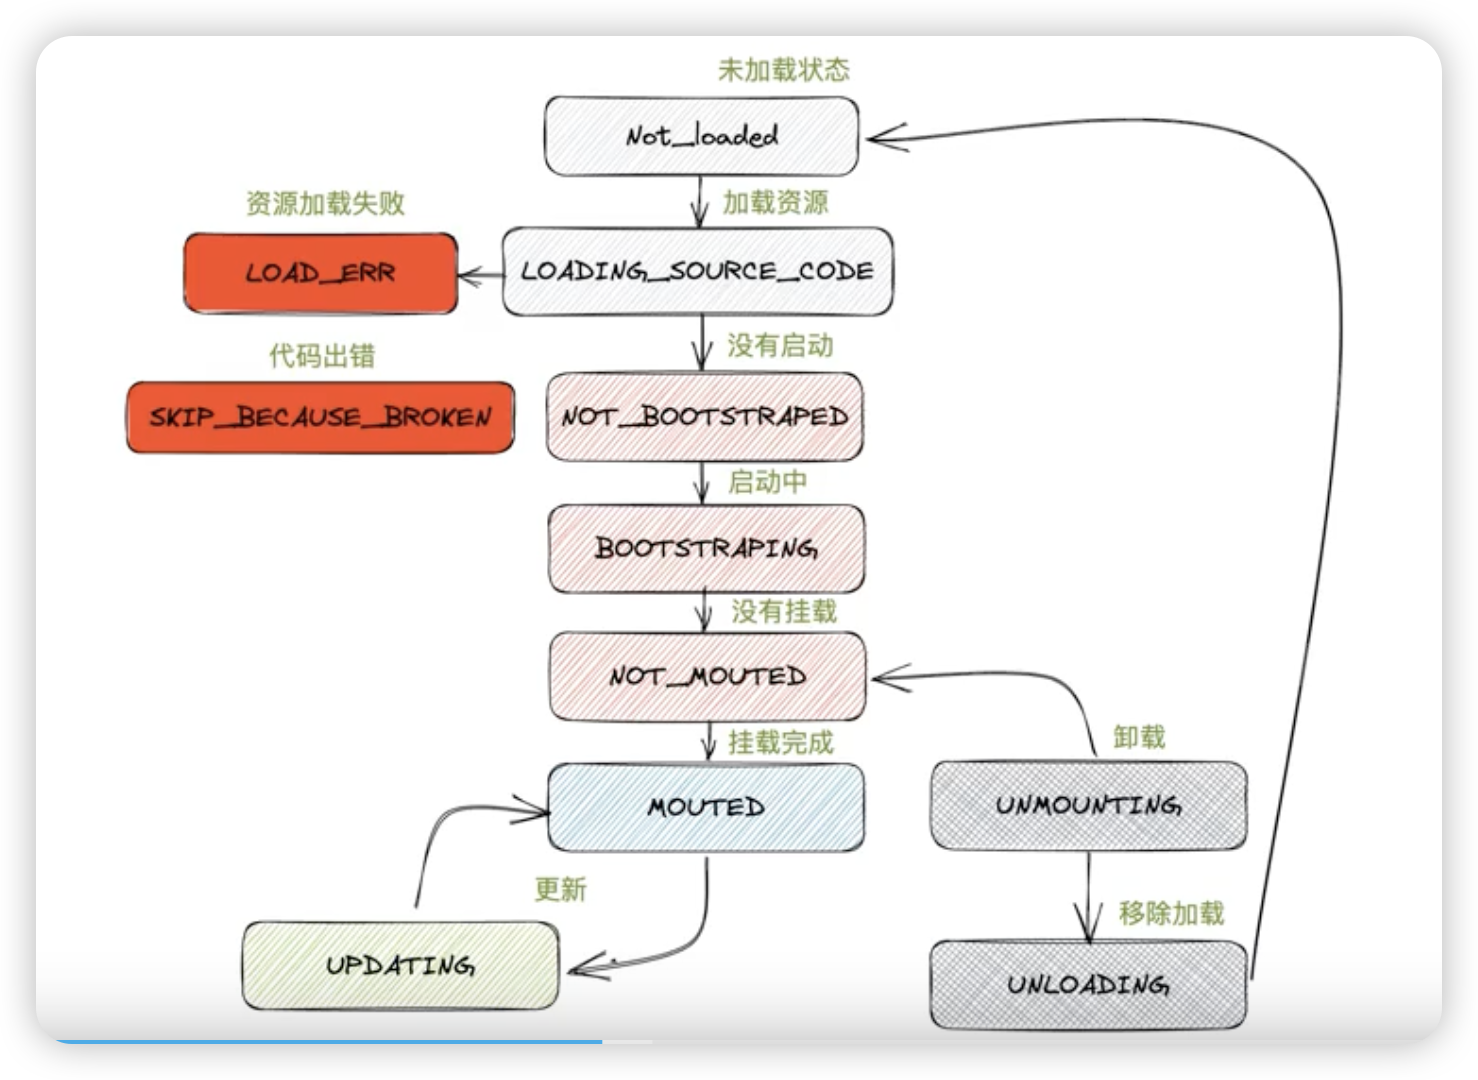 未加载状态
Not_loaded
加载资源
资源加载失败
LOAD_ERR
LOADING_SOURCE_CODE
没有启动
代码出错
SKIP_BECAUSE_BROKEN
NOT_BOOTSTRAPED
启动中
BOOTSTRAPING
没有挂载
NOT_MOUTED
挂载完成
卸载
MOUTED
UNMOUNTING
更新
移除加载
UPDATING
UNLOADING